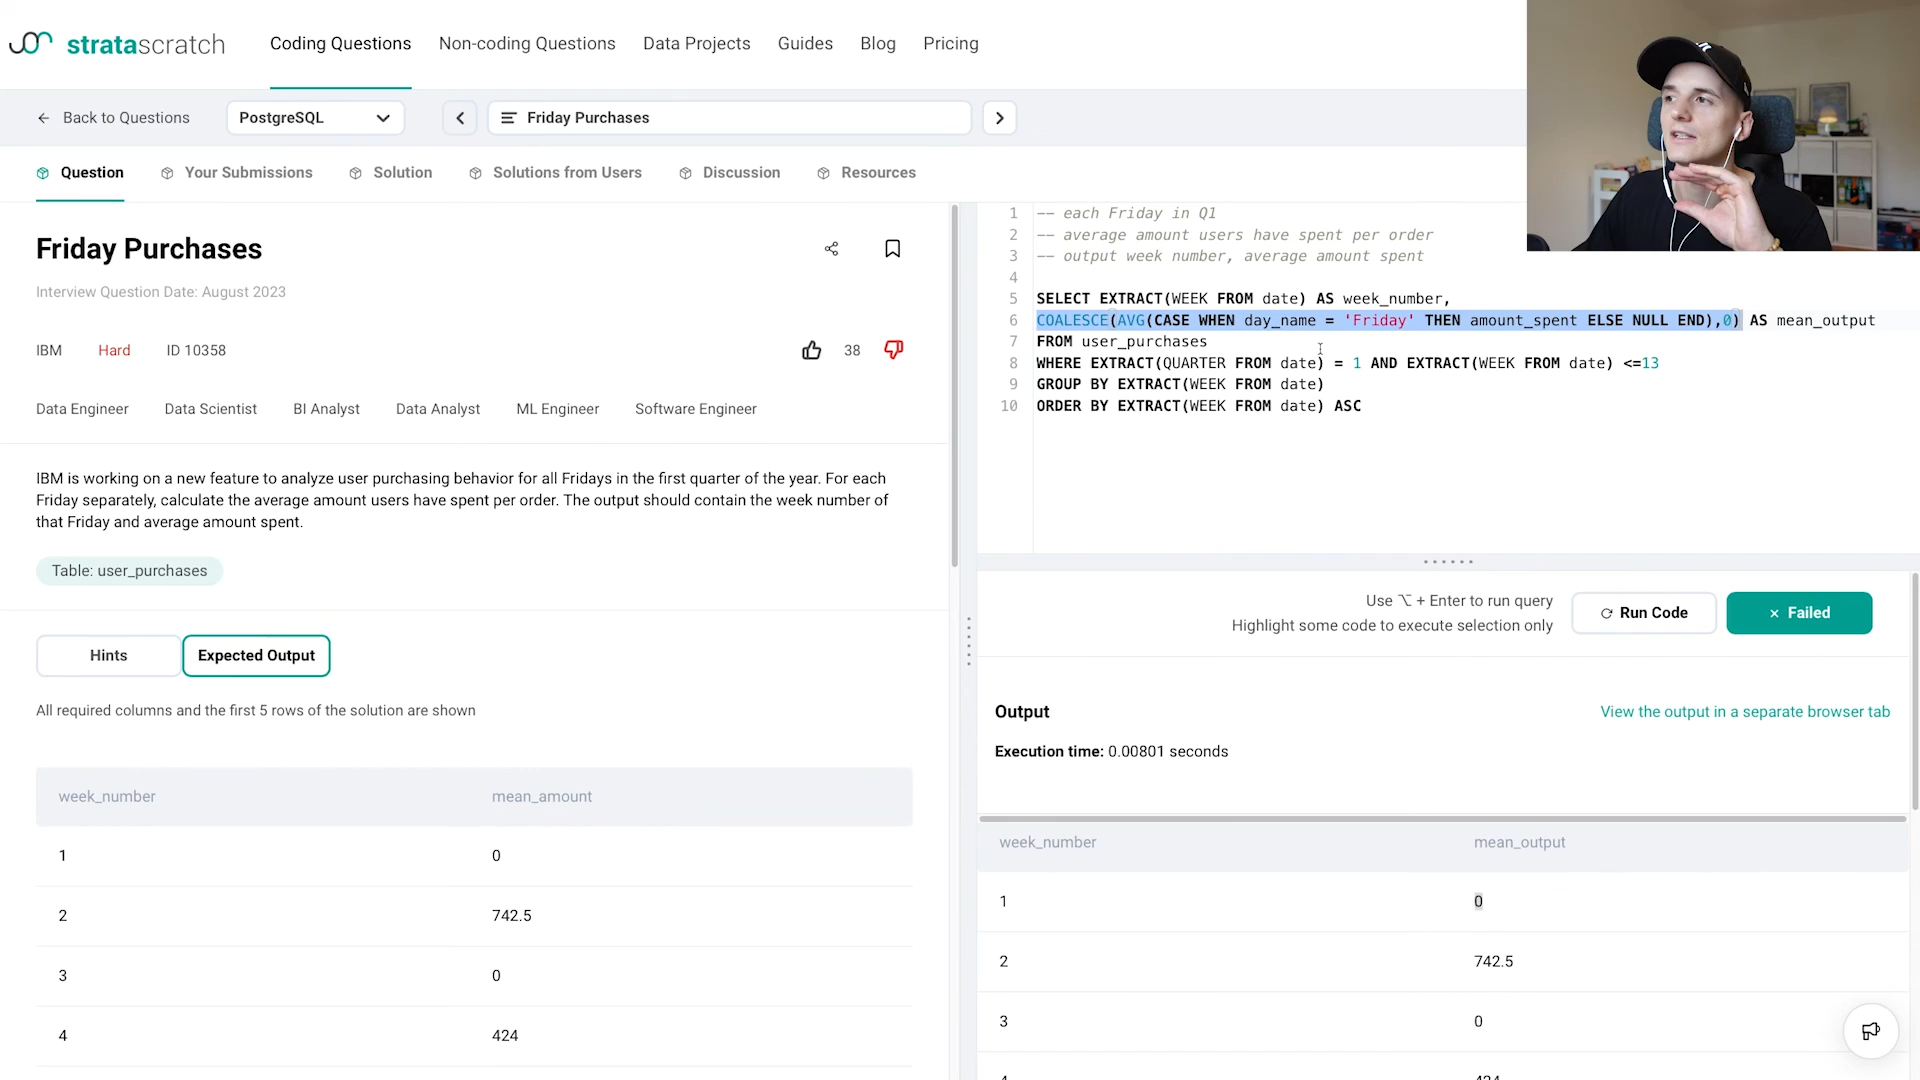 stratascratch
Coding Questions
Non-coding Questions
Data Projects
Guides
Blog
Pricing
Back to Questions
PostgreSQL
Friday Purchases
Question
Your Submissions
Solution
Solutions from Users
Discussion
Resources
Friday Purchases
Interview Question Date: August 2023
IBM
Hard
ID 10358
38
Data Engineer
Data Scientist
BI Analyst
Data Analyst
ML Engineer
Software Engineer
IBM is working on a new feature to analyze user purchasing behavior for all Fridays in the first quarter of the year. For each
Friday separately, calculate the average amount users have spent per order. The output should contain the week number of
that Friday and average amount spent.
Table: user_purchases
Hints
Expected Output
All required columns and the first 5 rows of the solution are shown
week_number mean_amount
1 0
2 742.5
3 0
4 424
1 -- each Friday in Q1
2 -- average amount users have spent per order
3 -- output week number, average amount spent
4
5 SELECT EXTRACT(WEEK FROM date) AS week_number,
6 COALESCE(AVG(CASE WHEN day_name = 'Friday' THEN amount_spent ELSE NULL END),0) AS mean_output
7 FROM user_purchases
8 WHERE EXTRACT(QUARTER FROM date) = 1 AND EXTRACT(WEEK FROM date) <=13
9 GROUP BY EXTRACT(WEEK FROM date)
10 ORDER BY EXTRACT(WEEK FROM date) ASC
Use ⌥ + Enter to run query
Highlight some code to execute selection only
Run Code
× Failed
Output
View the output in a separate browser tab
Execution time: 0.00801 seconds
week_number mean_output
1 0
2 742.5
3 0
4 424